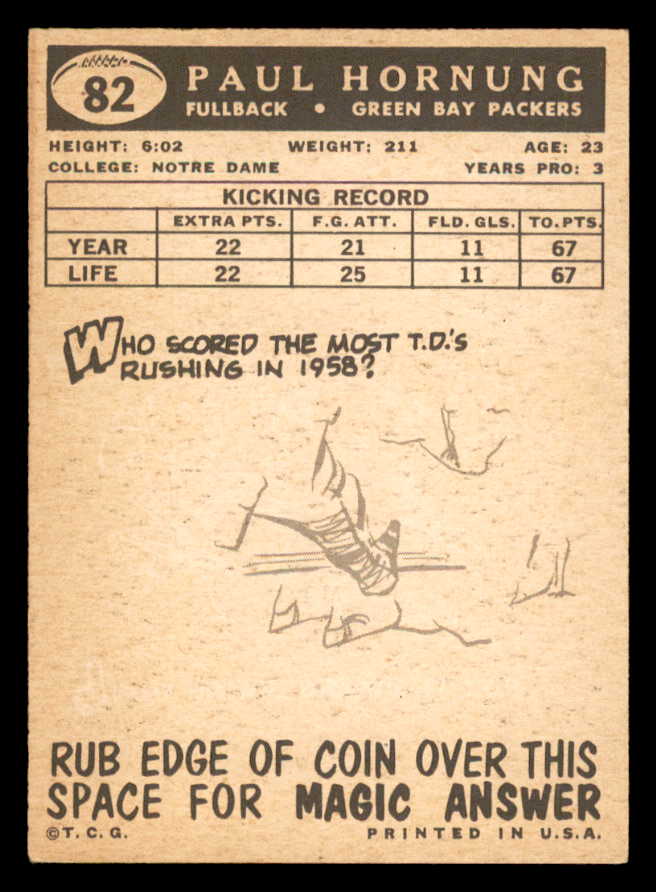 82
PAUL HORNUNG
FULLBACK • GREEN BAY PACKERS
HEIGHT: 6:02 WEIGHT: 211 AGE: 23
COLLEGE: NOTRE DAME YEARS PRO: 3
KICKING RECORD
EXTRA PTS. F.G. ATT. FLD. GLS. TO. PTS.
YEAR 22 21 11 67
LIFE 22 25 11 67
WHO SCORED THE MOST T.D.'S
RUSHING IN 1958?
RUB EDGE OF COIN OVER THIS
SPACE FOR MAGIC ANSWER
©T.C.G. PRINTED IN U.S.A.